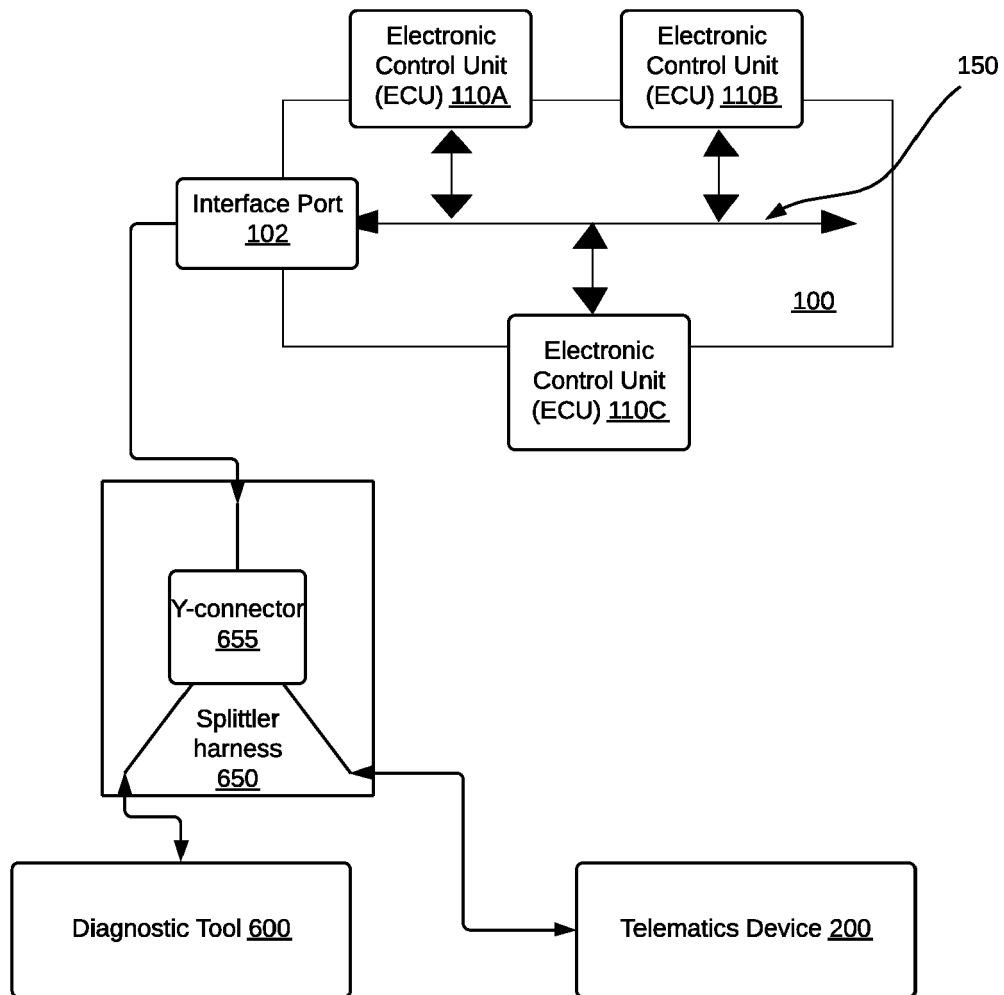 Electronic
Control Unit
(ECU) 110A
Electronic
Control Unit
(ECU) 110B
150
Interface Port
102
100
Electronic
Control Unit
(ECU) 110C
Y-connector
655
Splittler
harness
650
Diagnostic Tool 600
Telematics Device 200